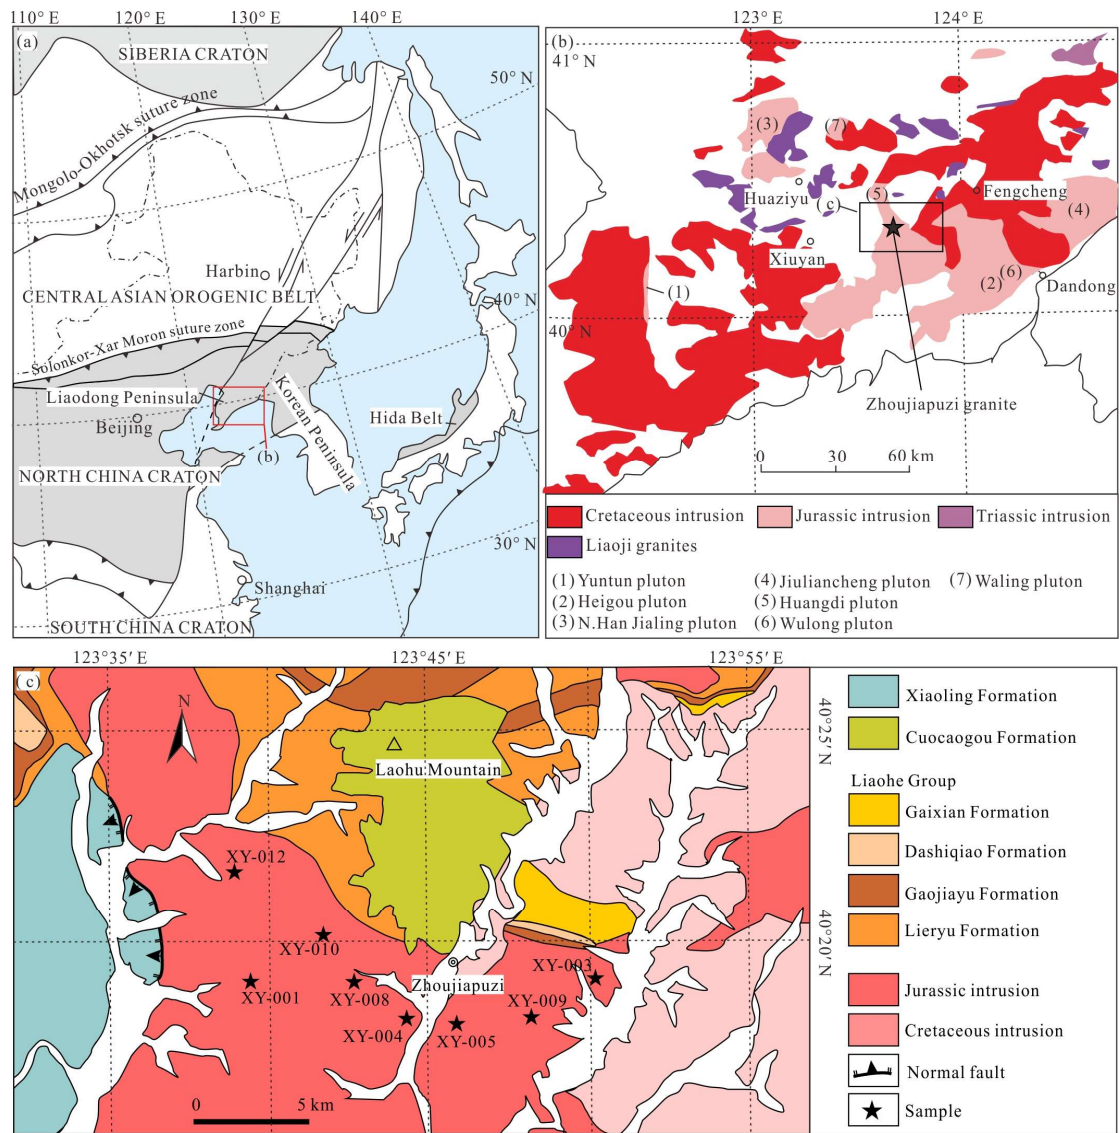 110° E
120° E
130° E
140° E
(a)
SIBERIA CRATON
50° N
Mongolo-Okhotsk suture zone
Harbin
CENTRAL ASIAN OROGENIC BELT
40° N
Solonkor-Xar Moron suture zone
Liaodong Peninsula
Beijing
Korean Peninsula
Hida Belt
(b)
NORTH CHINA CRATON
30° N
Shanghai
SOUTH CHINA CRATON
123° E
124° E
(b)
41° N
(3)
(7)
Huaziyu
(c)
(5)
Fengcheng
(4)
Xiuyan
(1)
(2)
(6)
Dandong
40° N
Zhoujiapuzi granite
0 30 60 km
Cretaceous intrusion
Jurassic intrusion
Triassic intrusion
Liaoji granites
(1) Yuntun pluton
(4) Jiuliancheng pluton
(7) Waling pluton
(2) Heigou pluton
(5) Huangdi pluton
(3) N.Han Jialing pluton
(6) Wulong pluton
123°35′ E
123°45′ E
123°55′ E
(c)
N
40°25′ N
Laohu Mountain
XY-012
XY-010
40°20′ N
XY-001
XY-008
Zhoujiapuzi
XY-003
XY-009
XY-004
XY-005
0 5 km
Xiaoling Formation
Cuocaogou Formation
Liaohe Group
Gaixian Formation
Dashiqiao Formation
Gaojiayu Formation
Lieryu Formation
Jurassic intrusion
Cretaceous intrusion
Normal fault
Sample